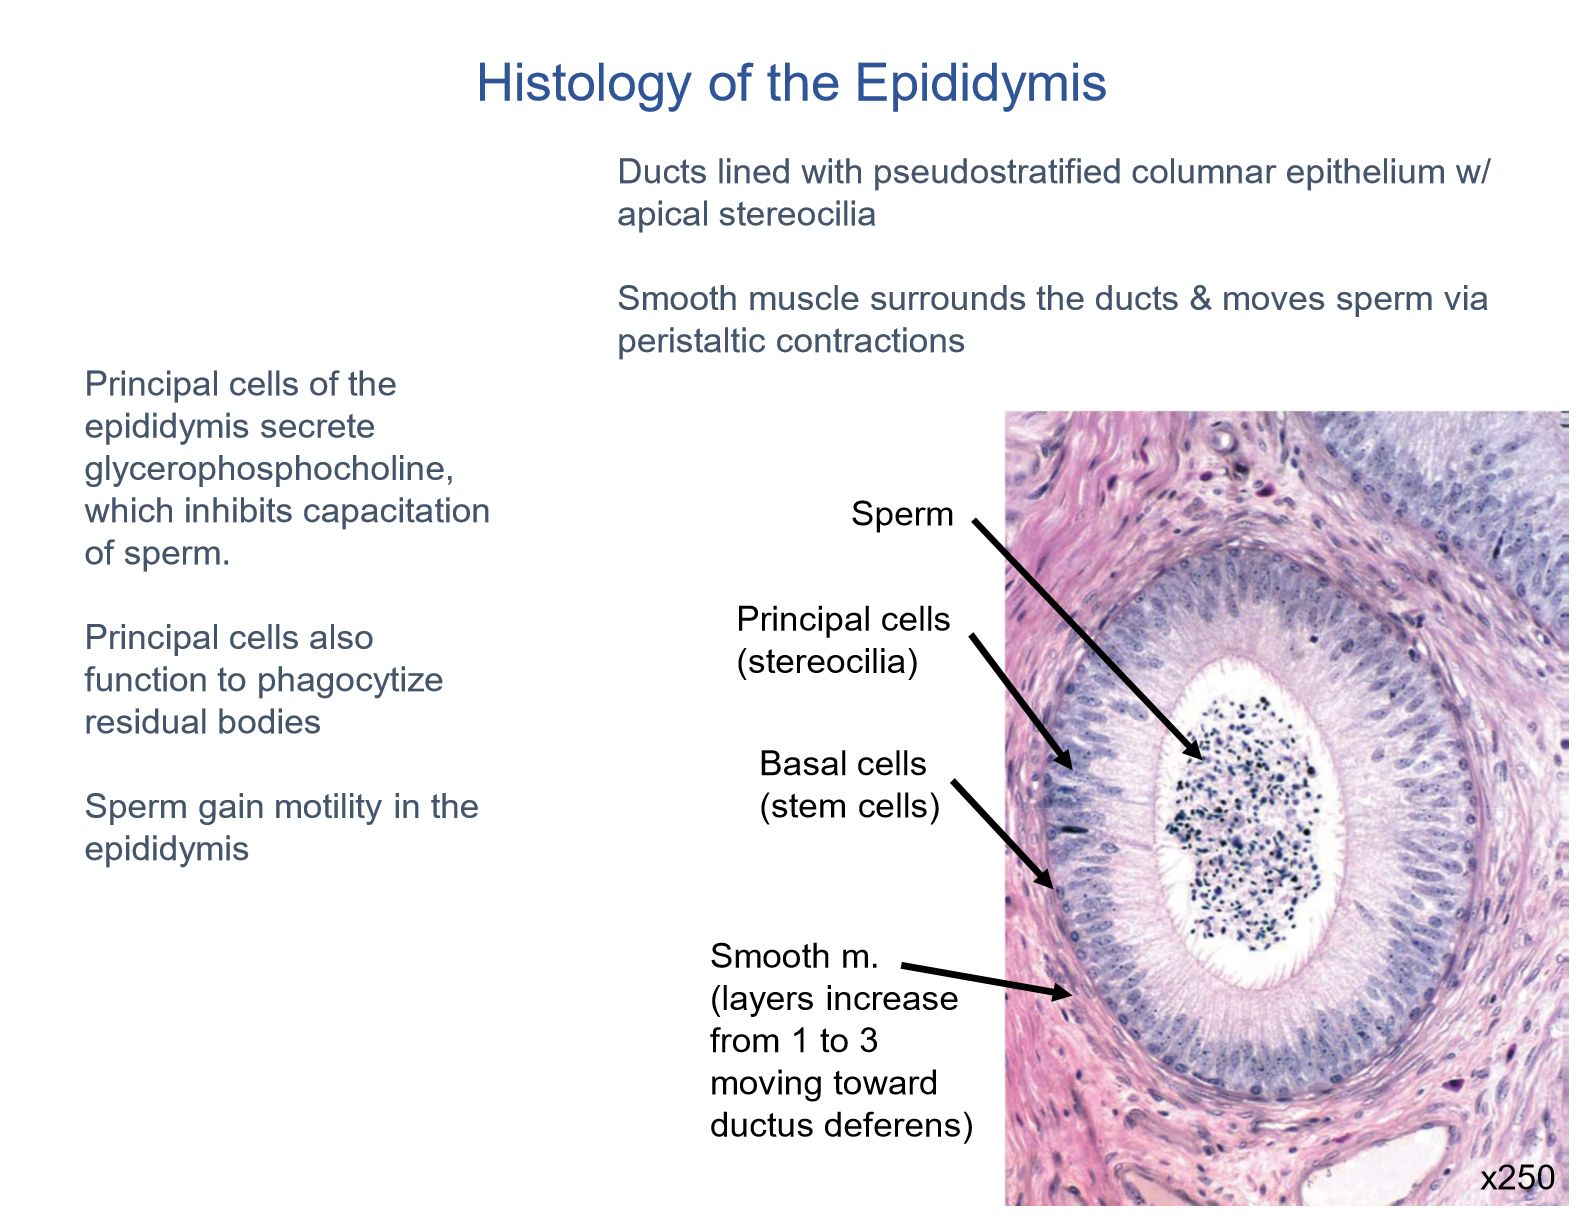 Histology of the Epididymis
Ducts lined with pseudostratified columnar epithelium w/
apical stereocilia
Smooth muscle surrounds the ducts & moves sperm via
peristaltic contractions
Principal cells of the
epididymis secrete
glycerophosphocholine,
which inhibits capacitation
of sperm.
Principal cells also
function to phagocytize
residual bodies
Sperm gain motility in the
epididymis
Sperm
Principal cells
(stereocilia)
Basal cells
(stem cells)
Smooth m.
(layers increase
from 1 to 3
moving toward
ductus deferens)
x250